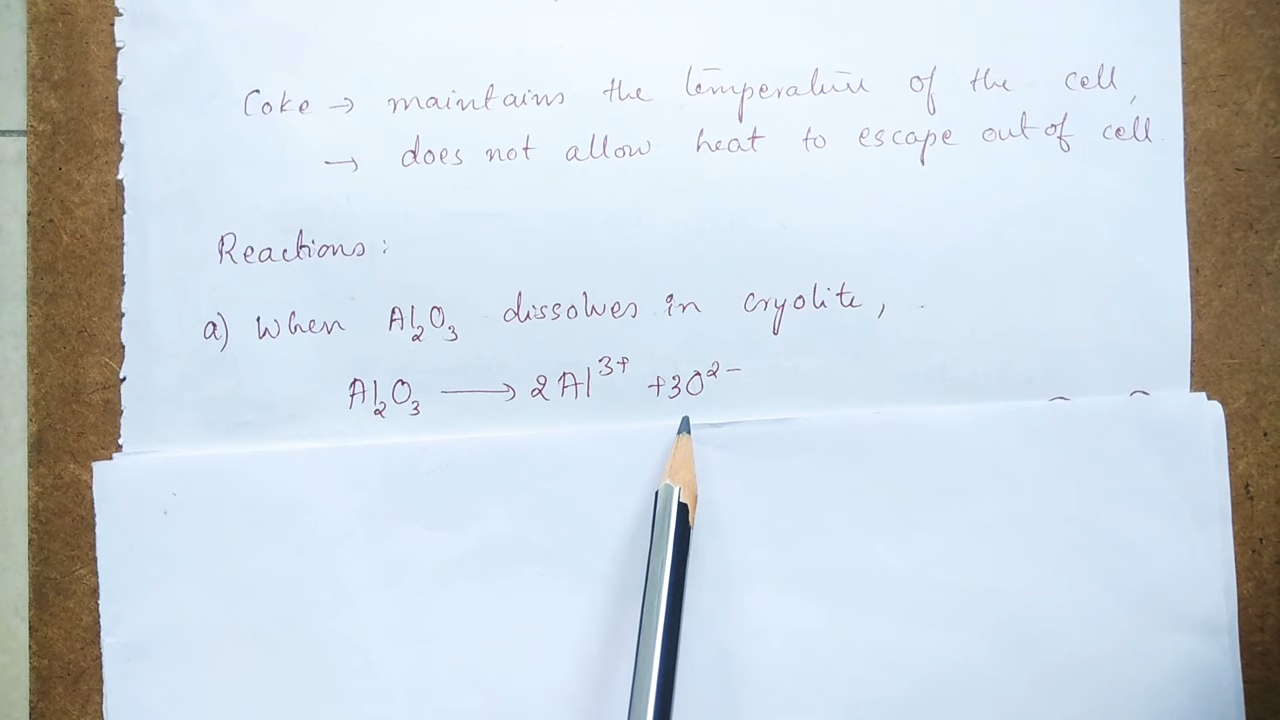 Coke → maintains the temperature of the cell,
→ does not allow heat to escape out of cell.
Reactions:
a) When Al₂O₃ dissolves in cryolite,
Al₂O₃ ⟶ 2Al³⁺ +3O²⁻